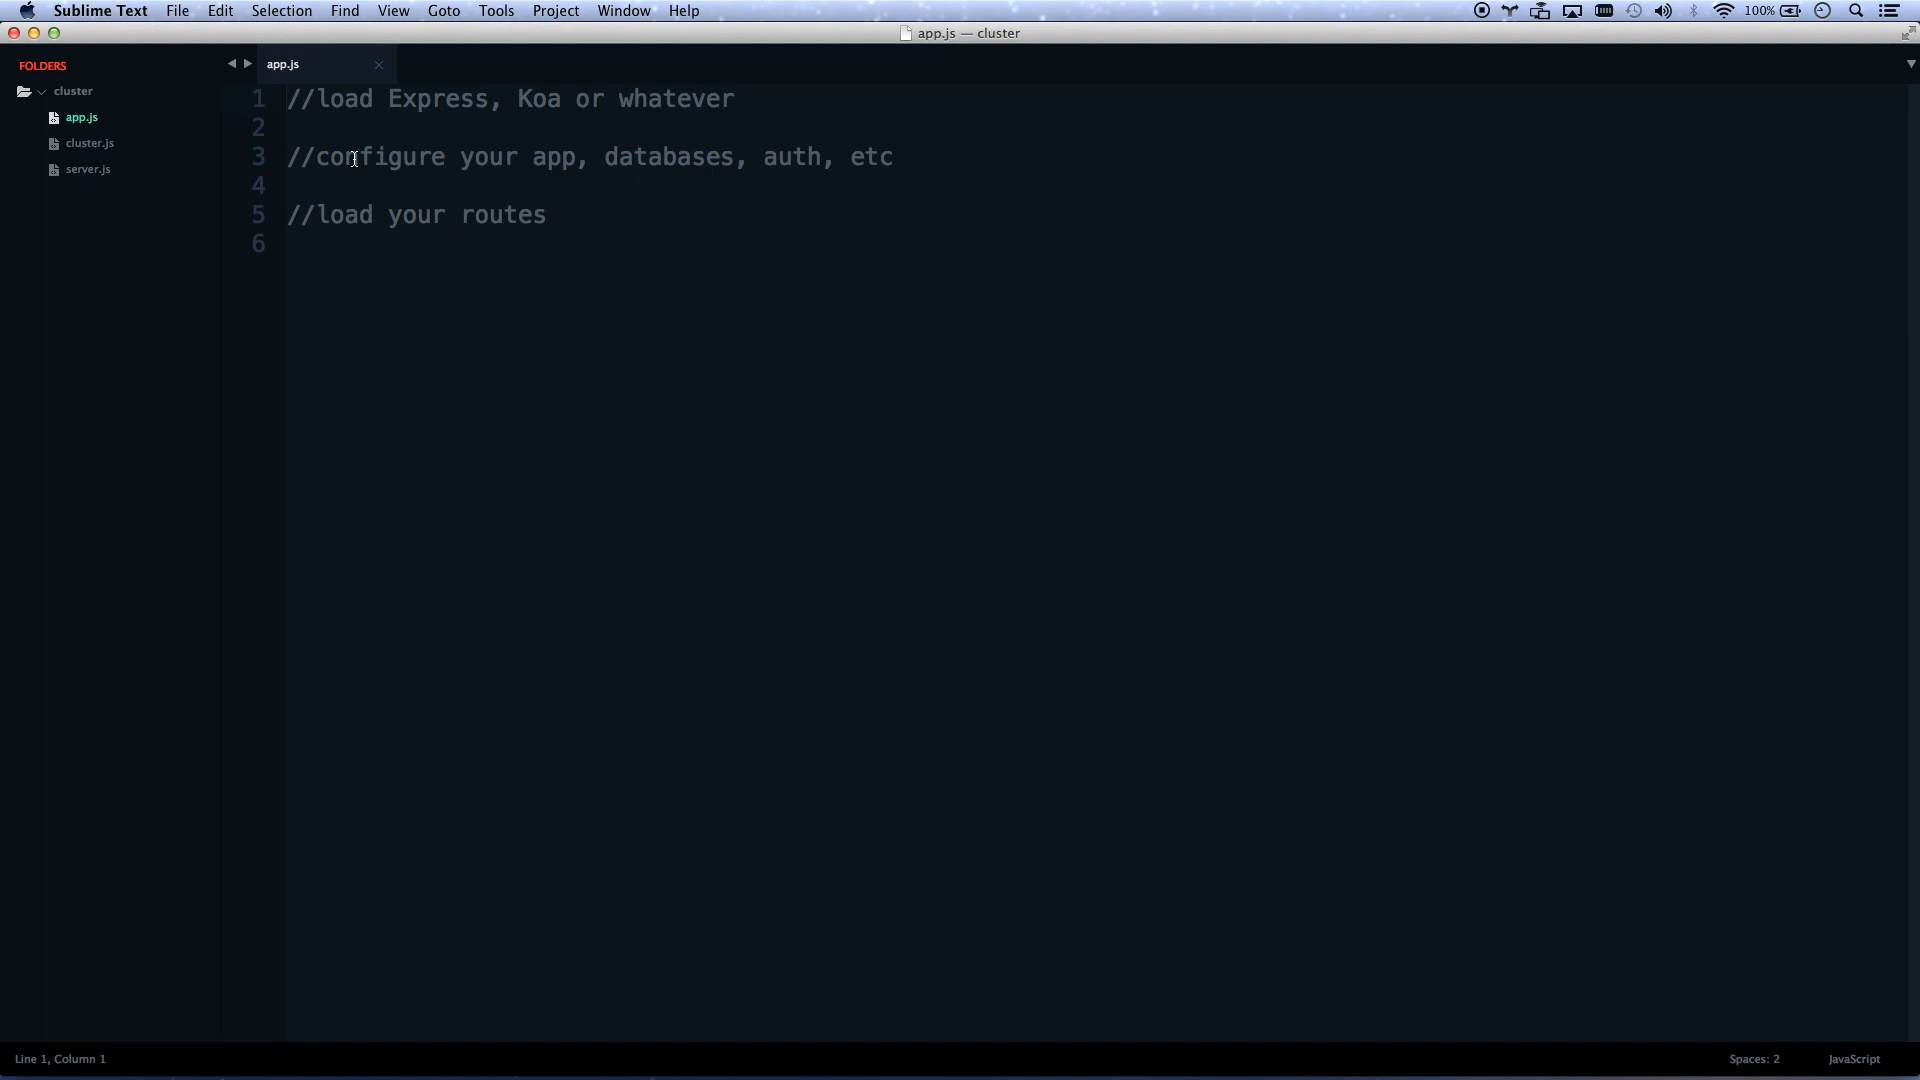 Sublime Text File Edit Selection Find View Goto Tools Project Window Help 100%
app.js — cluster
FOLDERS
cluster
app.js
cluster.js
server.js
app.js
1 //load Express, Koa or whatever
2
3 //configure your app, databases, auth, etc
4
5 //load your routes
6
Line 1, Column 1 Spaces: 2 JavaScript